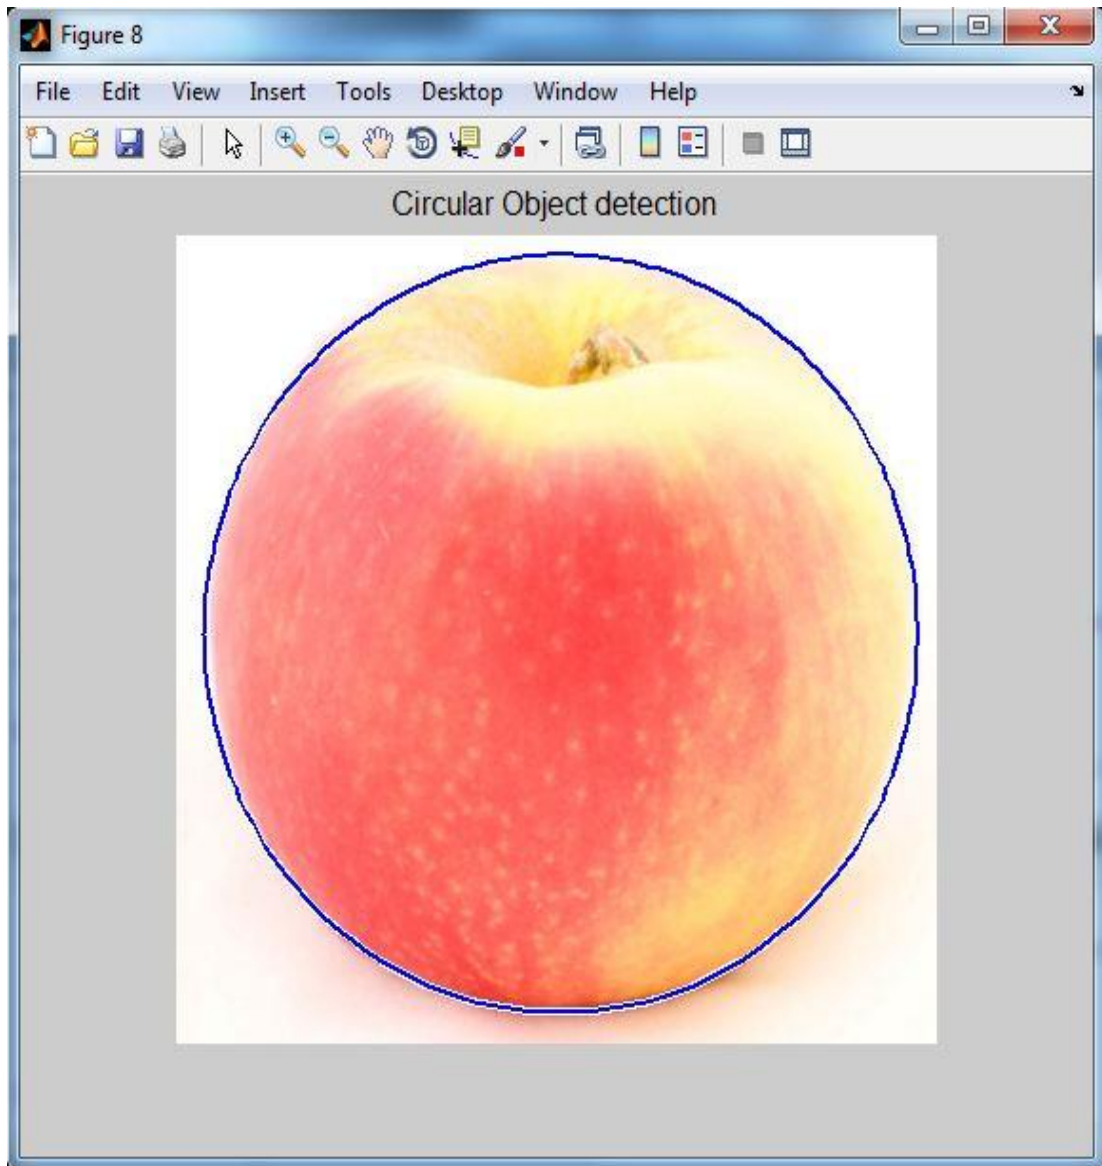 Figure 8
File Edit View Insert Tools Desktop Window Help
Circular Object detection